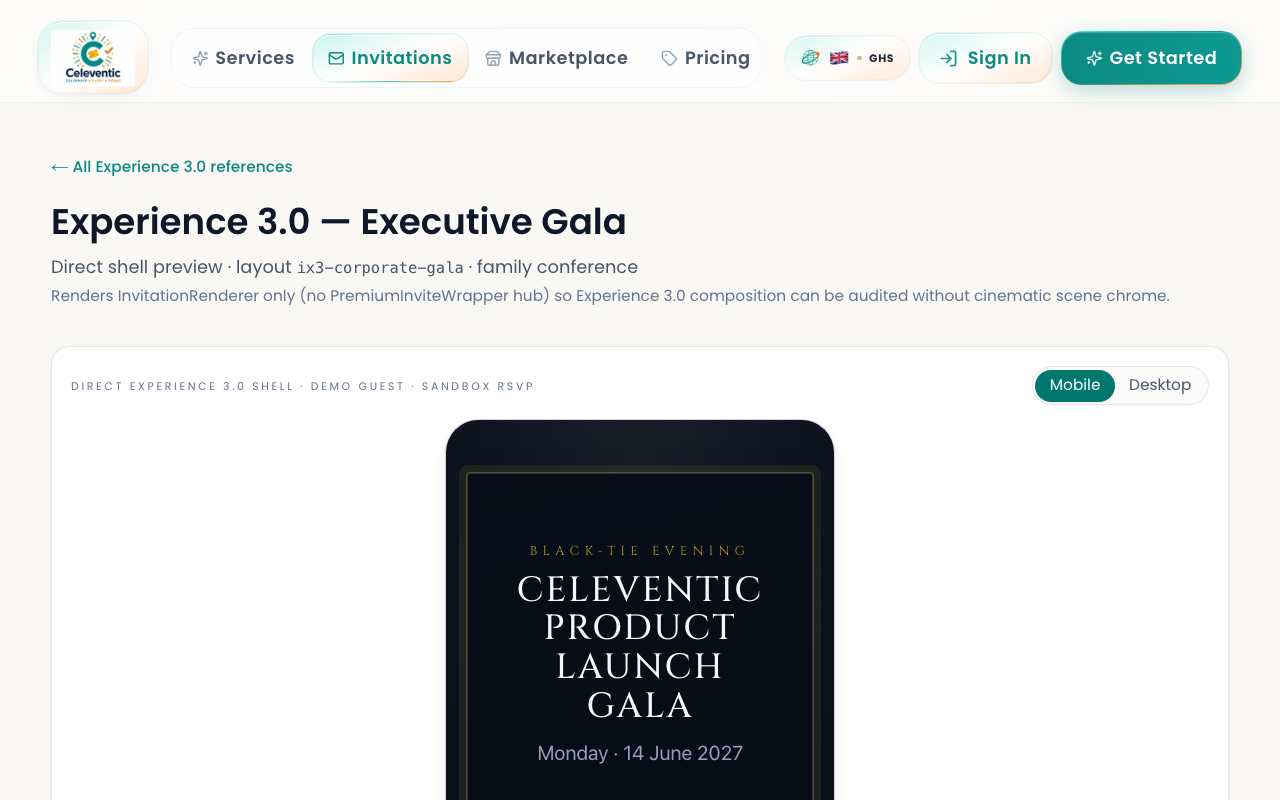 Celeventic
Services
Invitations
Marketplace
Pricing
GHS
Sign In
Get Started
← All Experience 3.0 references
Experience 3.0 — Executive Gala
Direct shell preview · layout ix3-corporate-gala · family conference
Renders InvitationRenderer only (no PremiumInviteWrapper hub) so Experience 3.0 composition can be audited without cinematic scene chrome.
DIRECT EXPERIENCE 3.0 SHELL · DEMO GUEST · SANDBOX RSVP
Mobile
Desktop
BLACK-TIE EVENING
CELEVENTIC
PRODUCT
LAUNCH
GALA
Monday · 14 June 2027